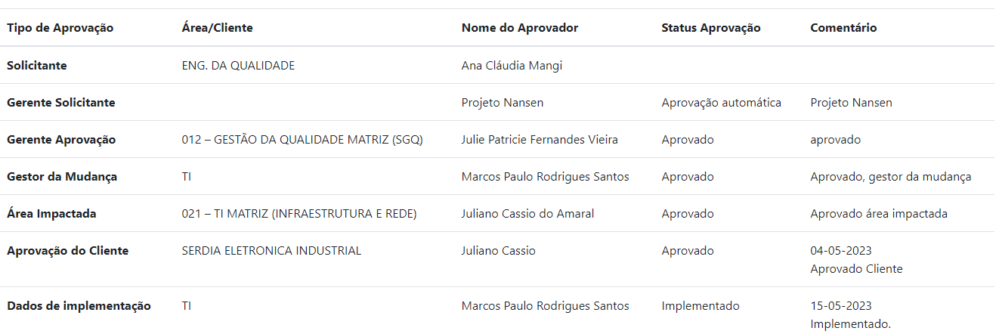 Tipo de Aprovação Área/Cliente Nome do Aprovador Status Aprovação Comentário
Solicitante ENG. DA QUALIDADE Ana Cláudia Mangi
Gerente Solicitante Projeto Nansen Aprovação automática Projeto Nansen
Gerente Aprovação 012 – GESTÃO DA QUALIDADE MATRIZ (SGQ) Julie Patricie Fernandes Vieira Aprovado aprovado
Gestor da Mudança TI Marcos Paulo Rodrigues Santos Aprovado Aprovado, gestor da mudança
Área Impactada 021 – TI MATRIZ (INFRAESTRUTURA E REDE) Juliano Cassio do Amaral Aprovado Aprovado área impactada
Aprovação do Cliente SERDIA ELETRONICA INDUSTRIAL Juliano Cassio Aprovado 04-05-2023
Aprovado Cliente
Dados de implementação TI Marcos Paulo Rodrigues Santos Implementado 15-05-2023
Implementado.